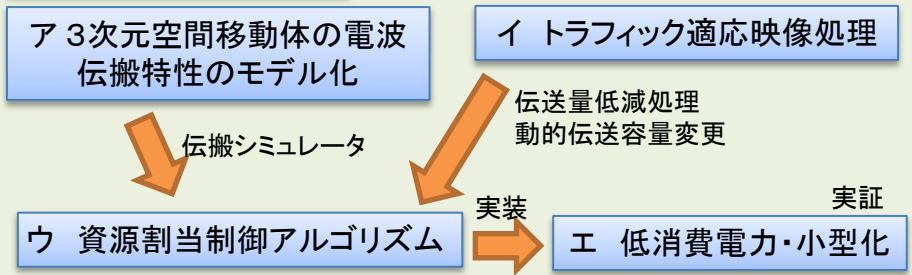 ア 3次元空間移動体の電波
伝搬特性のモデル化
イ トラフィック適応映像処理
伝送量低減処理
動的伝送容量変更
伝搬シミュレータ
ウ 資源割当制御アルゴリズム
実装
実証
エ 低消費電力・小型化